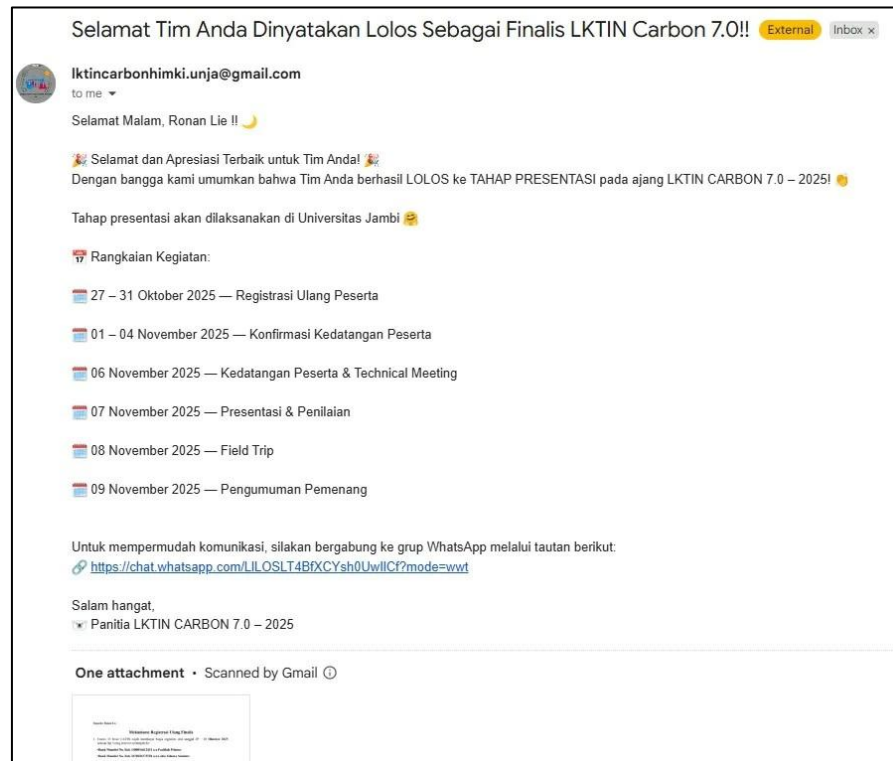 Selamat Tim Anda Dinyatakan Lolos Sebagai Finalis LKTIN Carbon 7.0!! External Inbox ×
lktincarbonhimki.unja@gmail.com
to me
Selamat Malam, Ronan Lie !! 🌙
🎉 Selamat dan Apresiasi Terbaik untuk Tim Anda! 🎉
Dengan bangga kami umumkan bahwa Tim Anda berhasil LOLOS ke TAHAP PRESENTASI pada ajang LKTIN CARBON 7.0 – 2025! 👏
Tahap presentasi akan dilaksanakan di Universitas Jambi 🤗
📅 Rangkaian Kegiatan:
🗓️ 27 – 31 Oktober 2025 — Registrasi Ulang Peserta
🗓️ 01 – 04 November 2025 — Konfirmasi Kedatangan Peserta
🗓️ 06 November 2025 — Kedatangan Peserta & Technical Meeting
🗓️ 07 November 2025 — Presentasi & Penilaian
🗓️ 08 November 2025 — Field Trip
🗓️ 09 November 2025 — Pengumuman Pemenang
Untuk mempermudah komunikasi, silakan bergabung ke grup WhatsApp melalui tautan berikut:
🔗 https://chat.whatsapp.com/LILOSLT4BfXCYsh0UwIlCf?mode=wwt
Salam hangat,
Panitia LKTIN CARBON 7.0 – 2025
One attachment • Scanned by Gmail